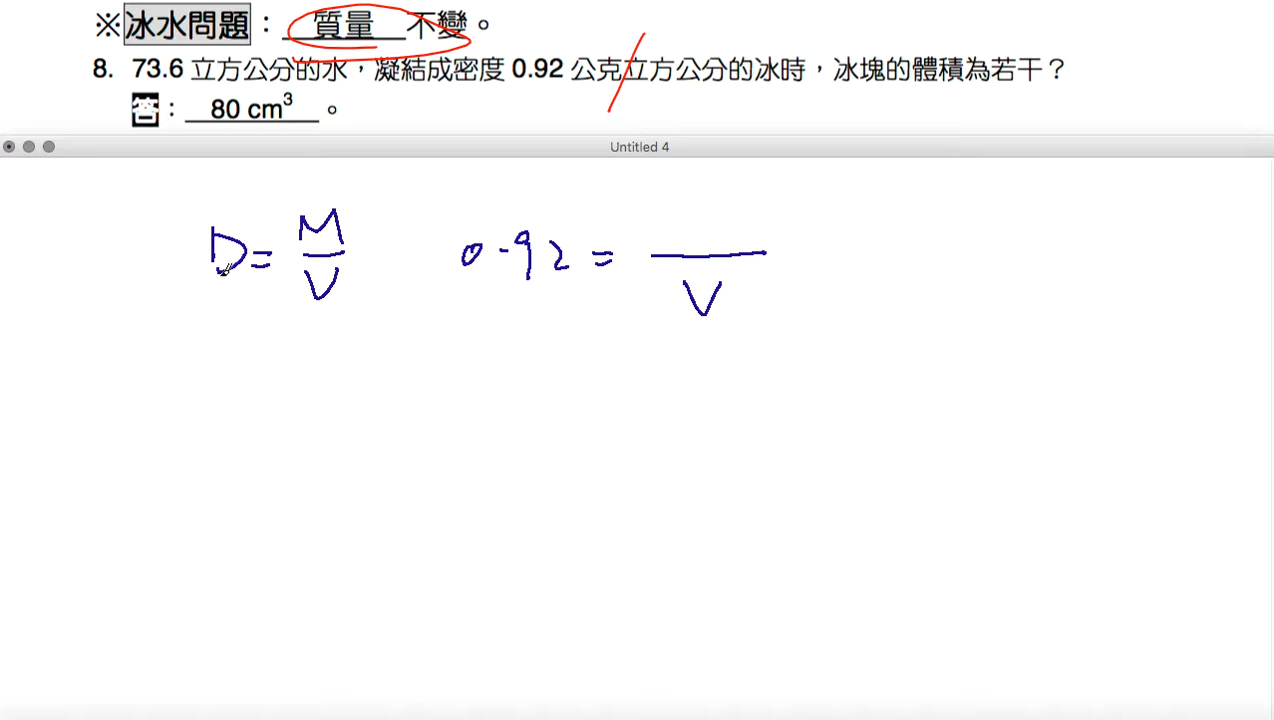 ※冰水問題：質量不變。
8. 73.6 立方公分的水，凝結成密度 0.92 公克/立方公分的冰時，冰塊的體積為若干？
答：80 cm³。
Untitled 4
D = M/V 0.92 = /V